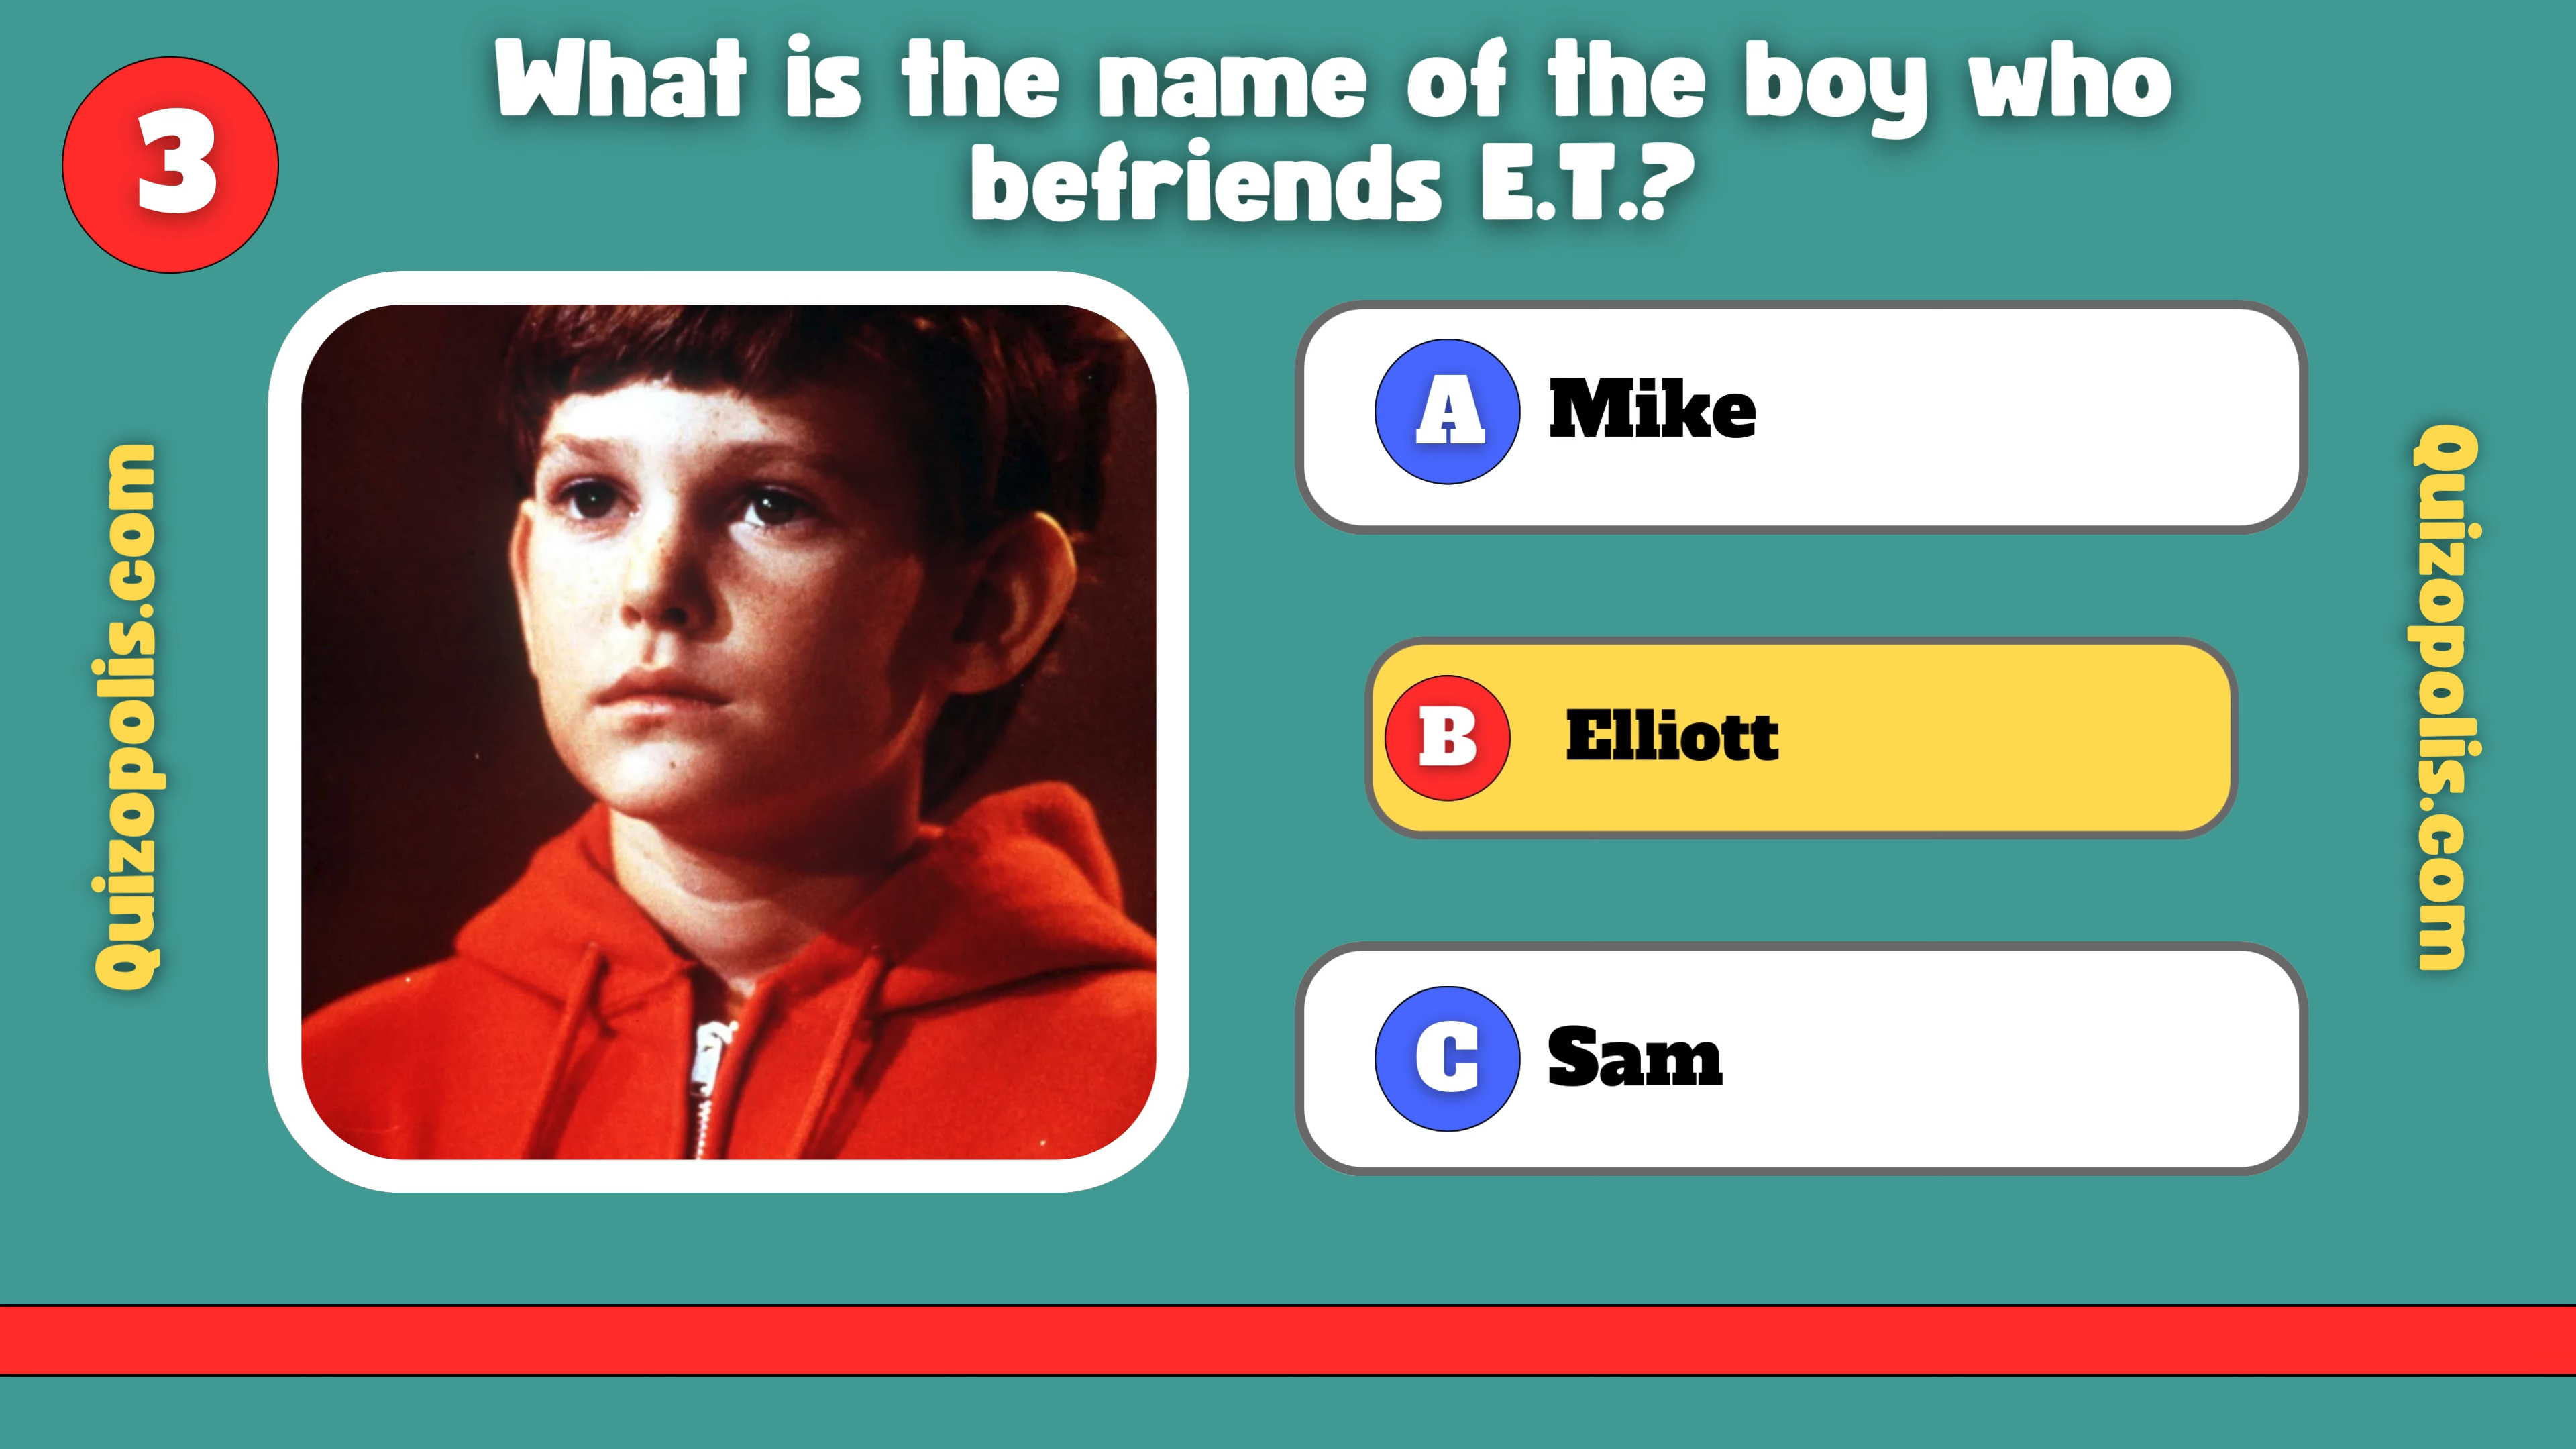 3
What is the name of the boy who
befriends E.T.?
Quizopolis.com
A Mike
B Elliott
C Sam
Quizopolis.com